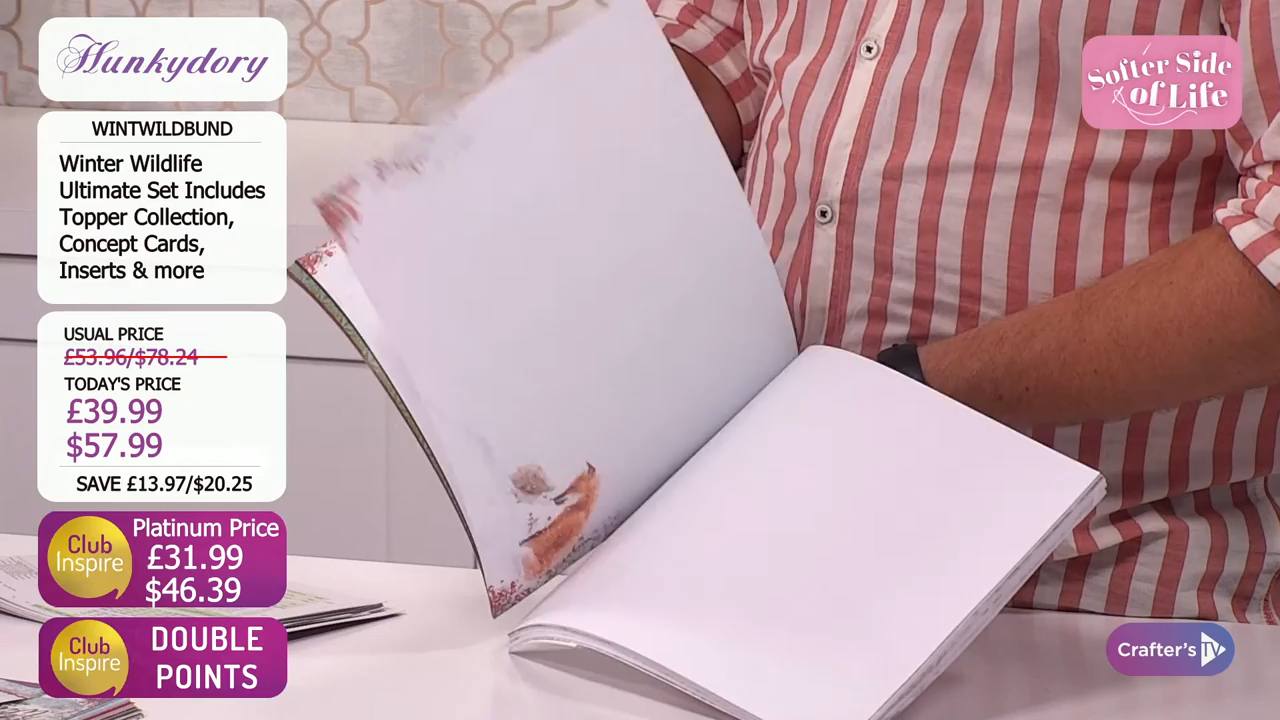 Hunkydory
WINTWILDBUND
Winter Wildlife
Ultimate Set Includes
Topper Collection,
Concept Cards,
Inserts & more
USUAL PRICE
£53.96/$78.24
TODAY'S PRICE
£39.99
$57.99
SAVE £13.97/$20.25
Club
Inspire
Platinum Price
£31.99
$46.39
Club
Inspire
DOUBLE
POINTS
Softer Side
of Life
Crafter's TV